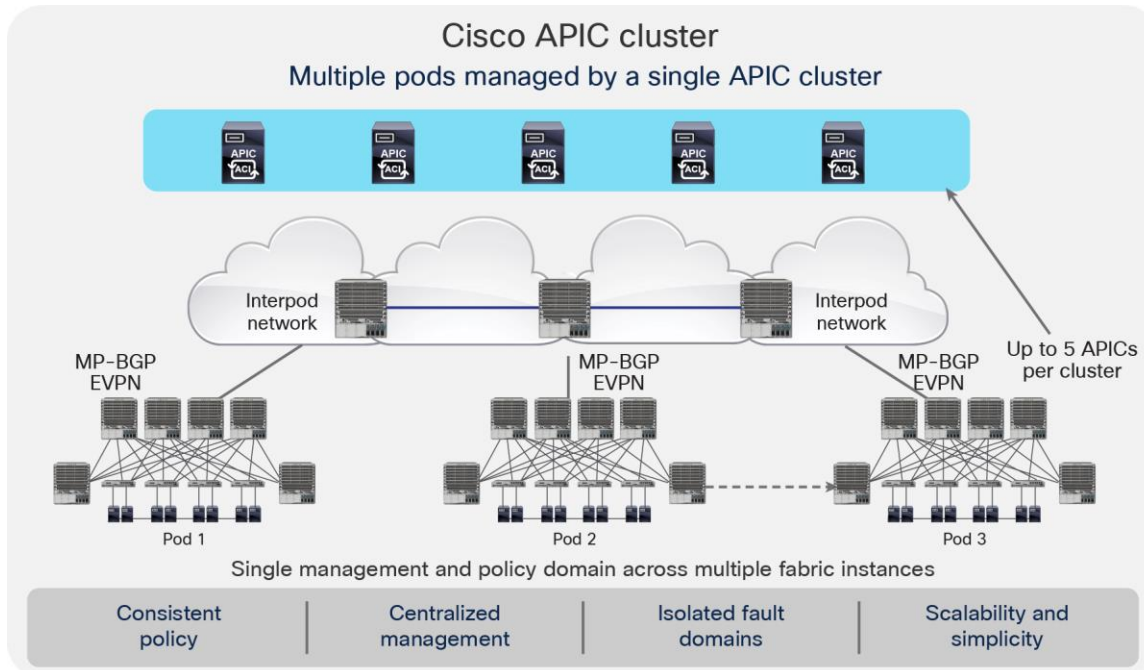 Cisco APIC cluster
Multiple pods managed by a single APIC cluster
APIC
ACI
APIC
ACI
APIC
ACI
APIC
ACI
APIC
ACI
Interpod
network
Interpod
network
MP-BGP
EVPN
MP-BGP
EVPN
MP-BGP
EVPN
Up to 5 APICs
per cluster
Pod 1
Pod 2
Pod 3
Single management and policy domain across multiple fabric instances
Consistent
policy
Centralized
management
Isolated fault
domains
Scalability and
simplicity